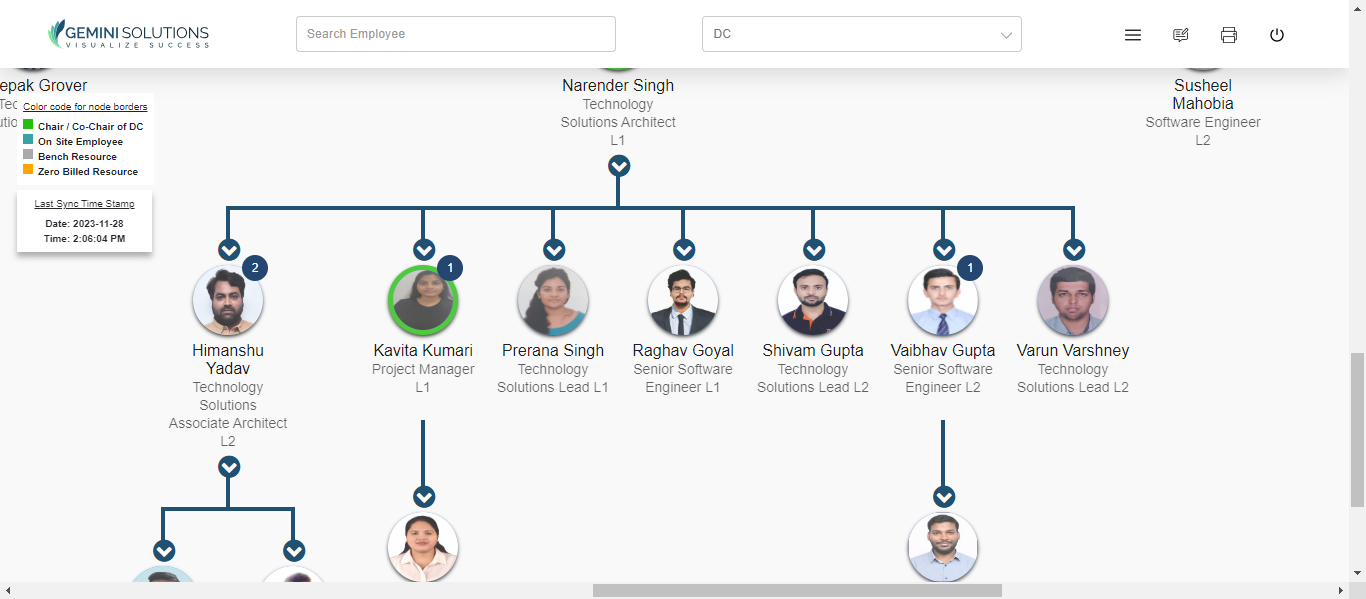 GEMINI SOLUTIONS
VISUALIZE SUCCESS
Search Employee
DC
epak Grover
Color code for node borders
Chair / Co-Chair of DC
On Site Employee
Bench Resource
Zero Billed Resource
Last Sync Time Stamp
Date: 2023-11-28
Time: 2:06:04 PM
Narender Singh
Technology
Solutions Architect
L1
Susheel
Mahobia
Software Engineer
L2
2
Himanshu
Yadav
Technology
Solutions
Associate Architect
L2
1
Kavita Kumari
Project Manager
L1
Prerana Singh
Technology
Solutions Lead L1
Raghav Goyal
Senior Software
Engineer L1
Shivam Gupta
Technology
Solutions Lead L2
1
Vaibhav Gupta
Senior Software
Engineer L2
Varun Varshney
Technology
Solutions Lead L2